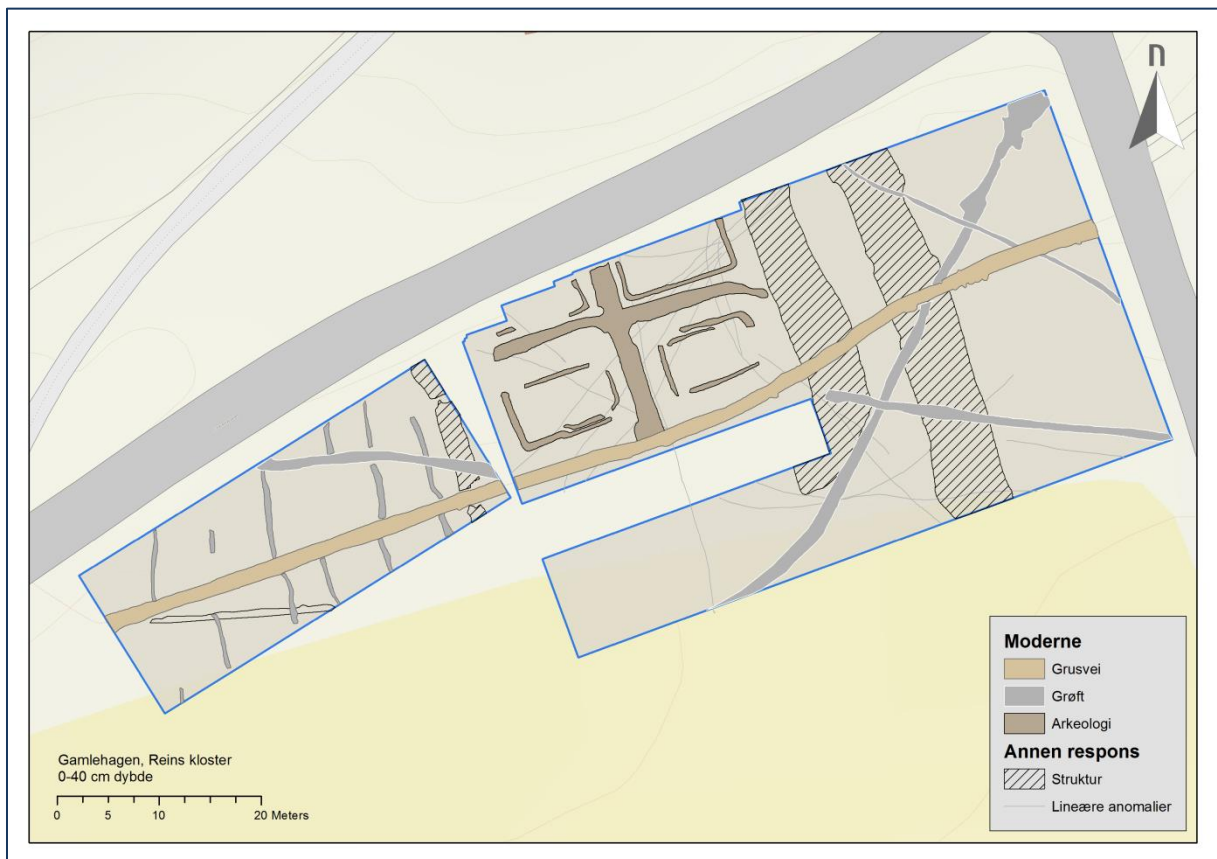 n
Moderne
Grusvei
Grøft
Arkeologi
Annen respons
Struktur
Lineære anomalier
Gamlehagen, Reins kloster
0-40 cm dybde
0 5 10 20 Meters